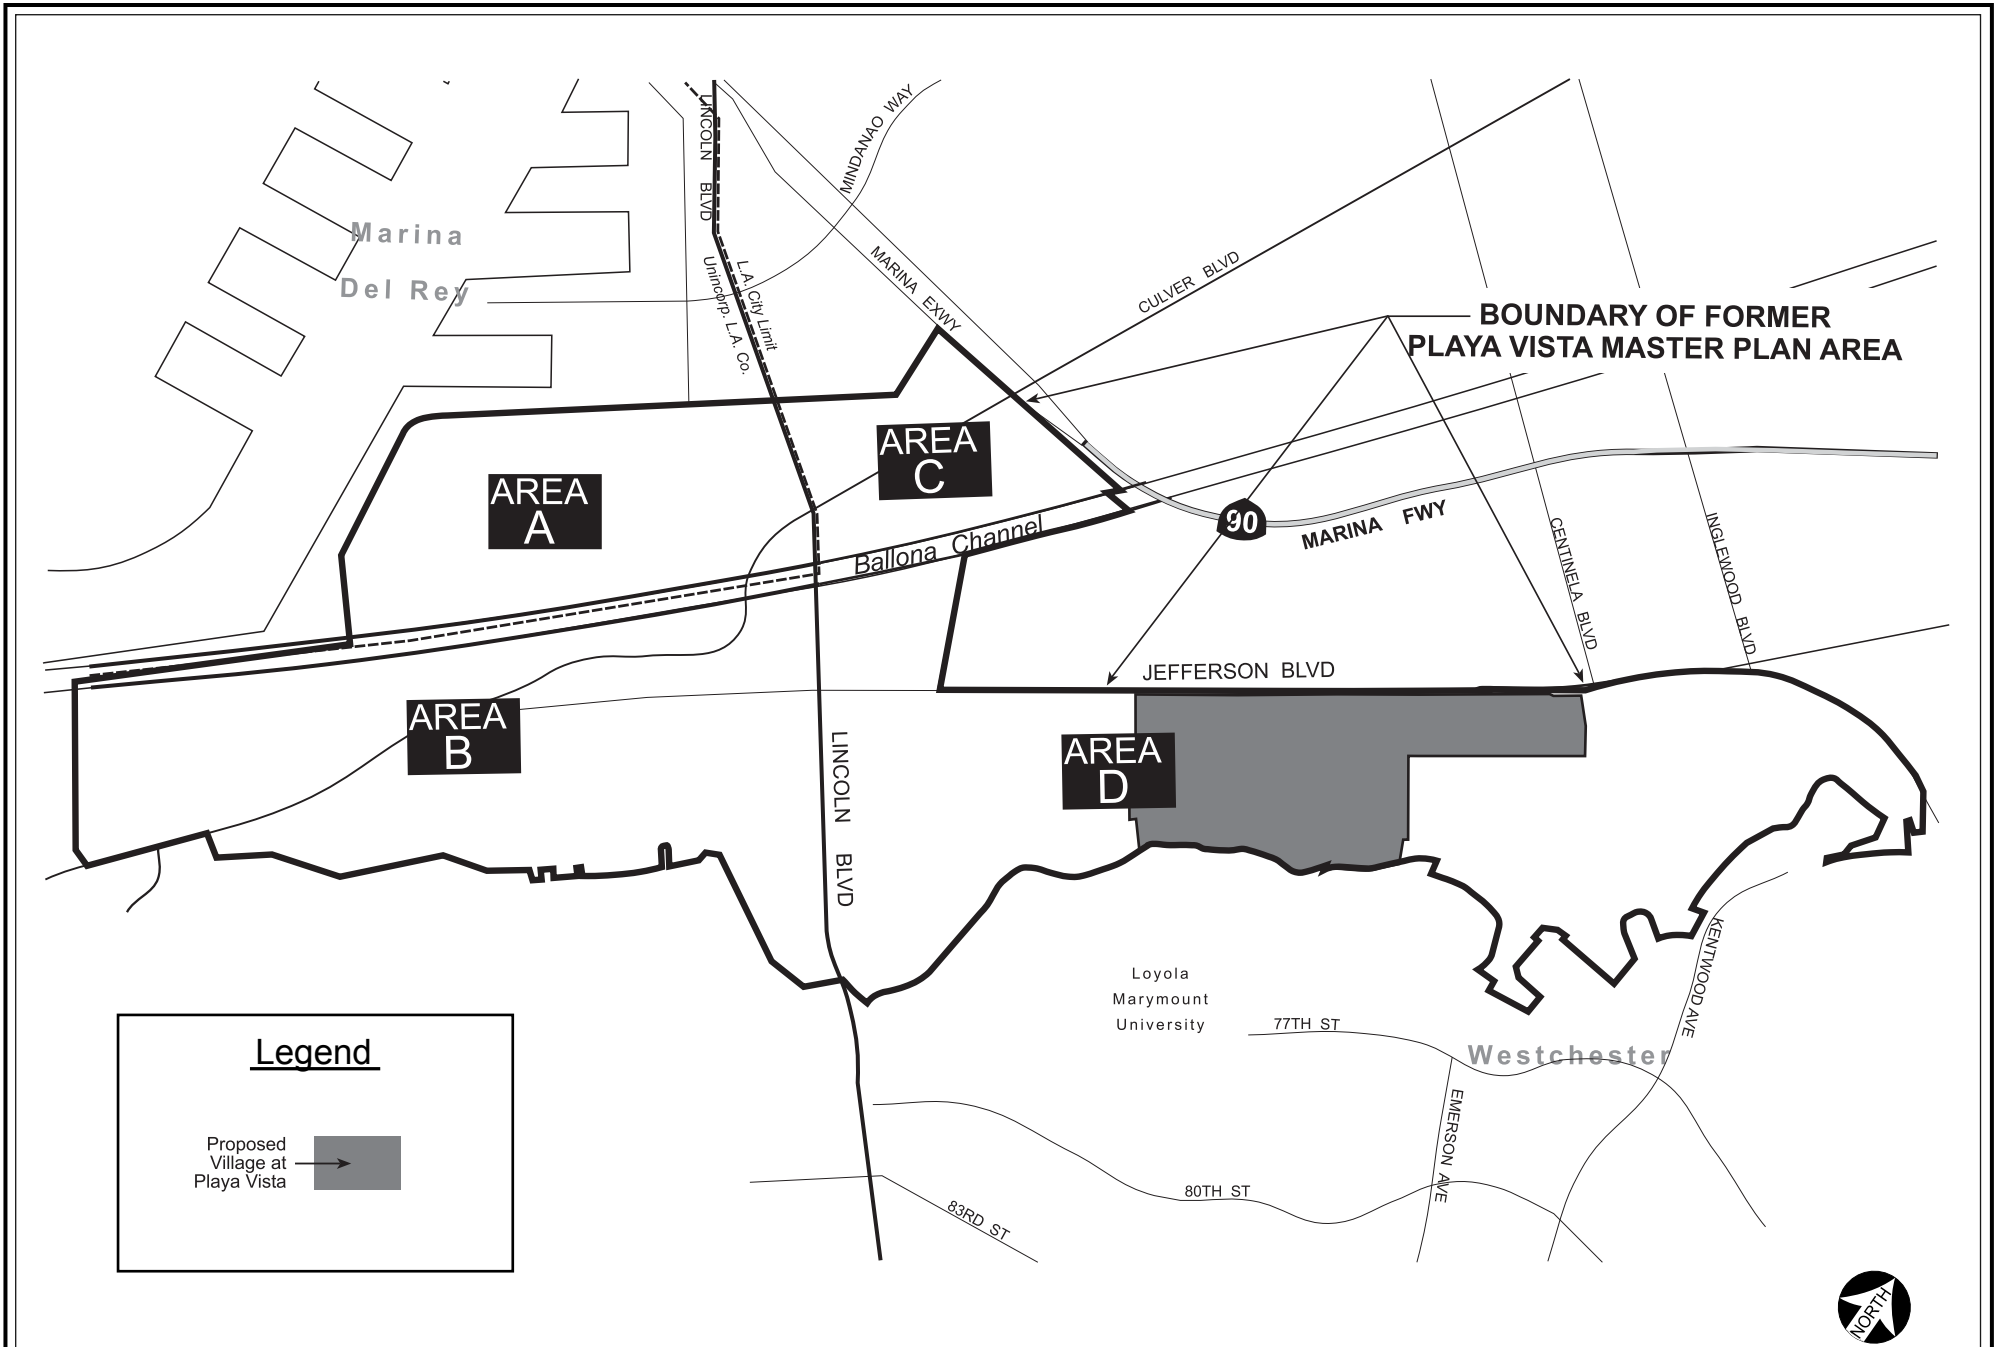 LINCOLN BLVD
MINDANAO WAY
Marina
Del Rey
L.A. City Limit
Unincorp. L.A. Co.
MARINA EXWY
CULVER BLVD
BOUNDARY OF FORMER
PLAYA VISTA MASTER PLAN AREA
AREA
C
AREA
A
90
MARINA FWY
Ballona Channel
CENTINELA BLVD
INGLEWOOD BLVD
JEFFERSON BLVD
AREA
B
LINCOLN BLVD
AREA
D
KENTWOOD AVE
Loyola
Marymount
University
77TH ST
Westchester
EMERSON AVE
80TH ST
83RD ST
Legend
Proposed
Village at
Playa Vista
NORTH